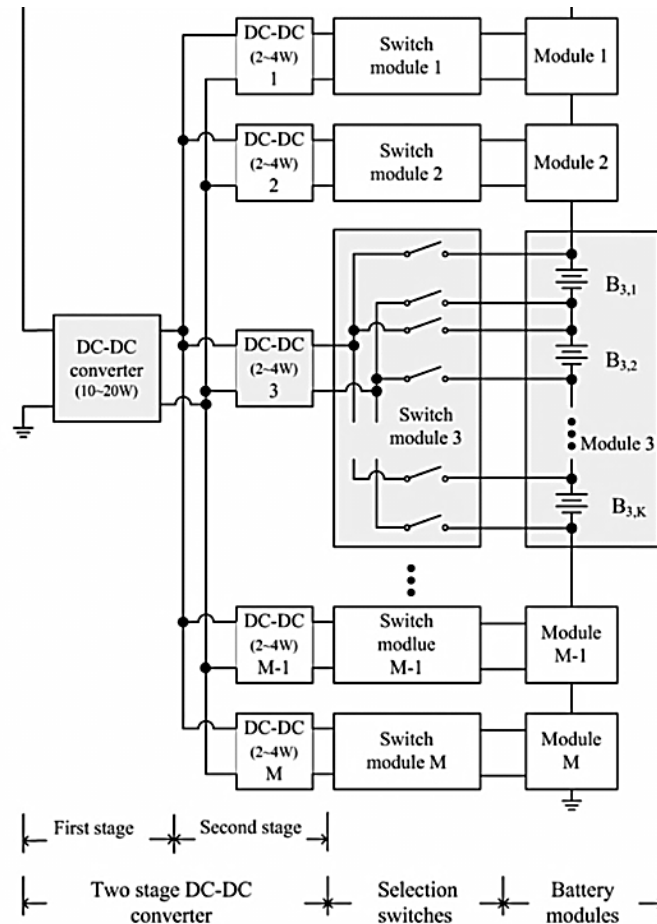 DC-DC
(2~4W)
1
Switch
module 1
Module 1
DC-DC
(2~4W)
2
Switch
module 2
Module 2
DC-DC
converter
(10~20W)
DC-DC
(2~4W)
3
Switch
module 3
B3,1
B3,2
Module 3
B3,K
DC-DC
(2~4W)
M-1
Switch
modlue
M-1
Module
M-1
DC-DC
(2~4W)
M
Switch
module M
Module
M
First stage
Second stage
Two stage DC-DC
converter
Selection
switches
Battery
modules